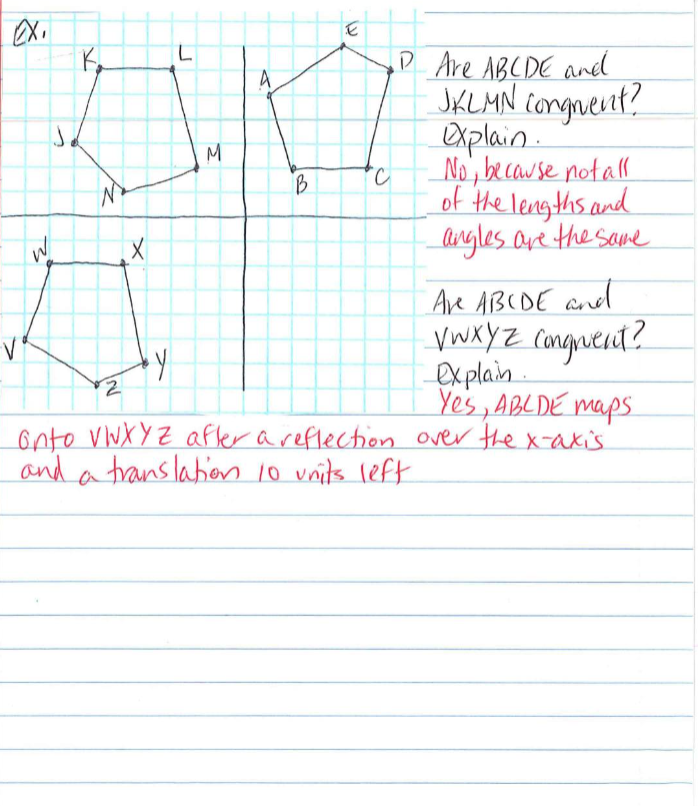 Ex.
K
L
J
M
N
E
A
D
B
C
W
X
V
Y
Z
Are ABCDE and
JKLMN congruent?
Explain.
No, because not all
of the lengths and
angles are the same
Are ABCDE and
VWXYZ congruent?
Explain.
Yes, ABCDE maps
onto VWXYZ after a reflection over the x-axis
and a translation 10 units left